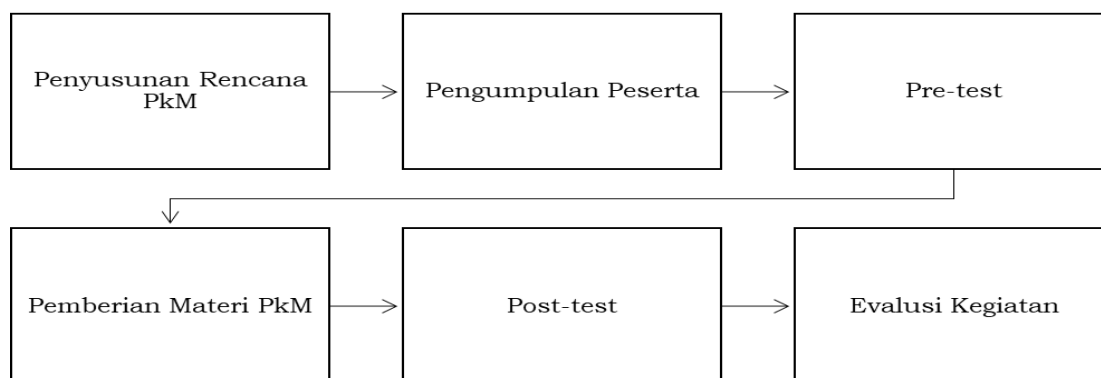 Penyusunan Rencana
PkM
Pengumpulan Peserta
Pre-test
Pemberian Materi PkM
Post-test
Evalusi Kegiatan